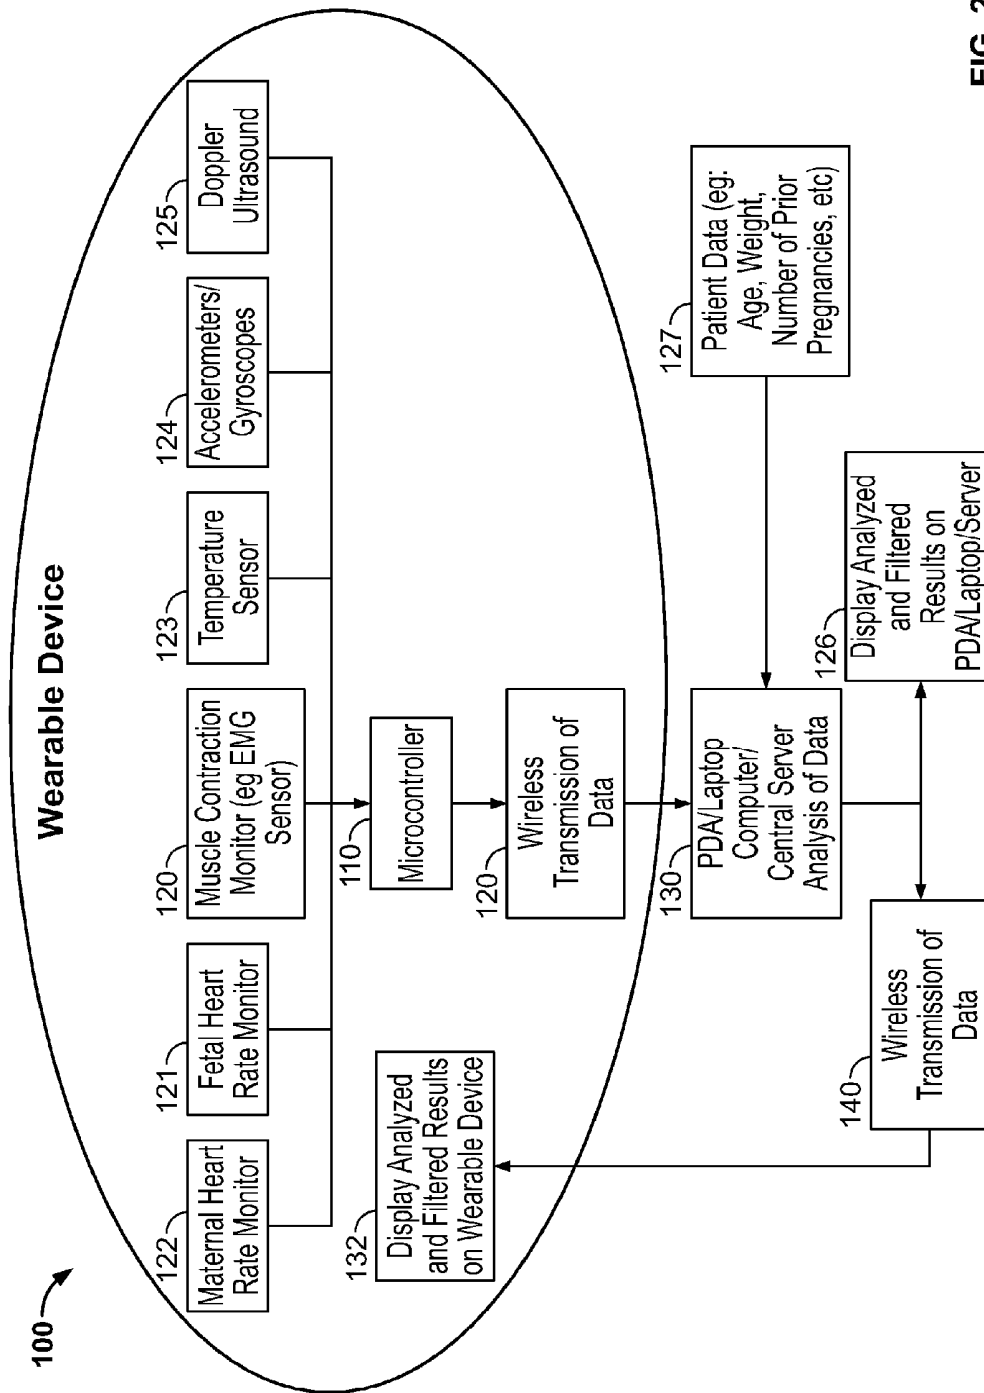 100
Wearable Device
122
Maternal Heart
Rate Monitor
121
Fetal Heart
Rate Monitor
120
Muscle Contraction
Monitor (eg EMG
Sensor)
123
Temperature
Sensor
124
Accelerometers/
Gyroscopes
125
Doppler
Ultrasound
110
Microcontroller
132
Display Analyzed
and Filtered Results
on Wearable Device
120
Wireless
Transmission of
Data
130
PDA/Laptop
Computer/
Central Server
Analysis of Data
127
Patient Data (eg:
Age, Weight,
Number of Prior
Pregnancies, etc)
140
Wireless
Transmission of
Data
126
Display Analyzed
and Filtered
Results on
PDA/Laptop/Server
FIG. 2